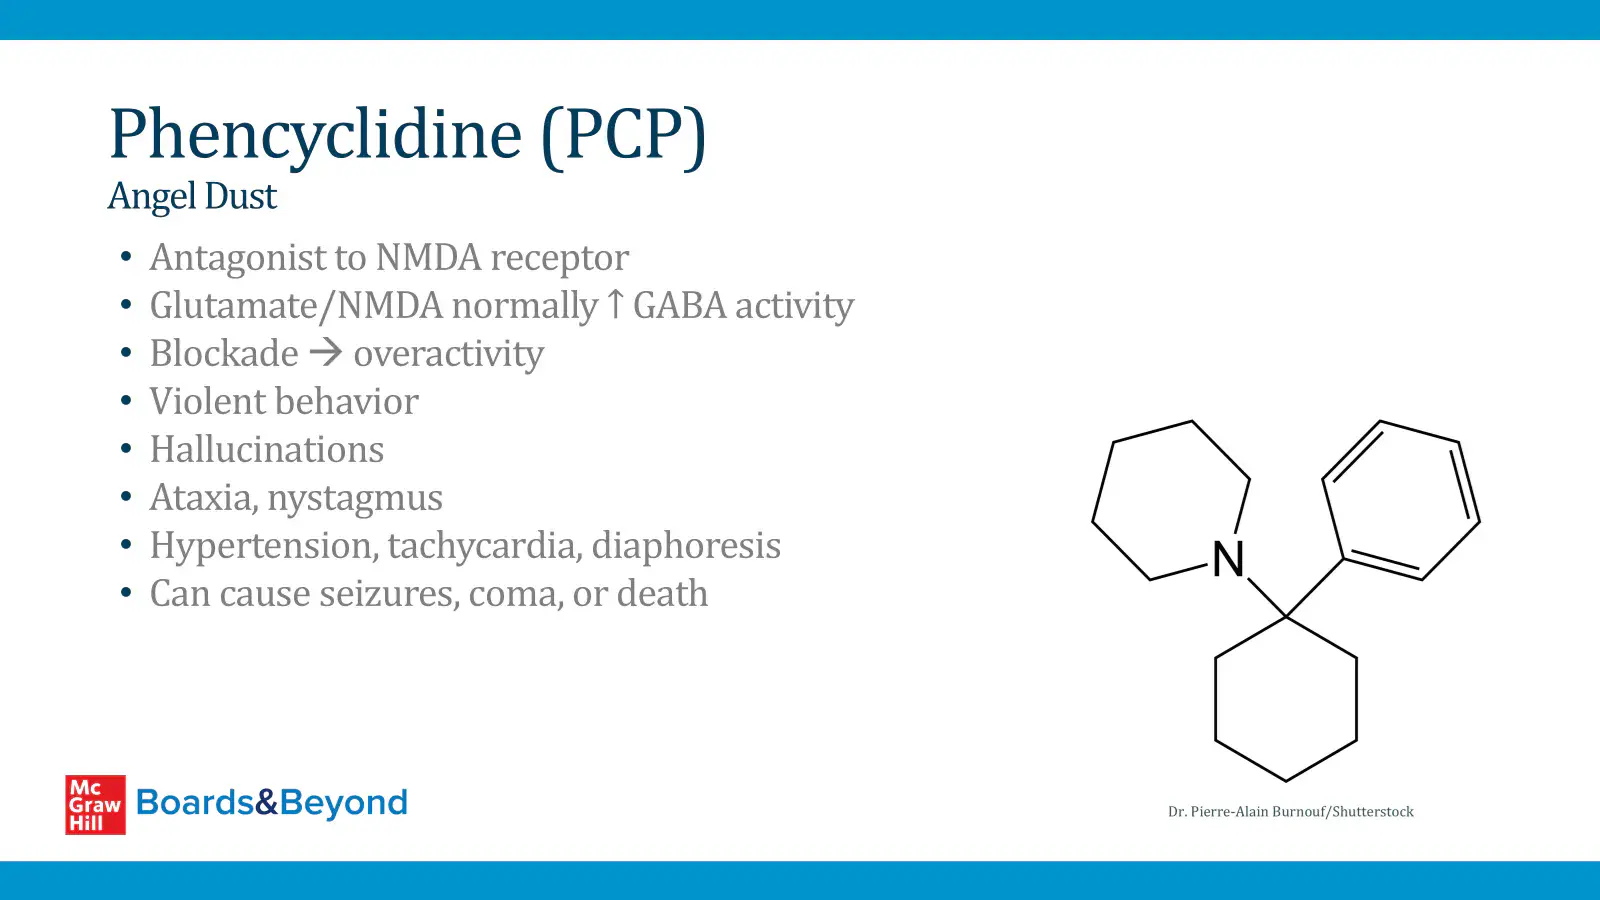 Phencyclidine (PCP)
Angel Dust
• Antagonist to NMDA receptor
• Glutamate/NMDA normally ↑ GABA activity
• Blockade → overactivity
• Violent behavior
• Hallucinations
• Ataxia, nystagmus
• Hypertension, tachycardia, diaphoresis
• Can cause seizures, coma, or death
N
Mc
Graw
Hill
Boards&Beyond
Dr. Pierre-Alain Burnouf/Shutterstock